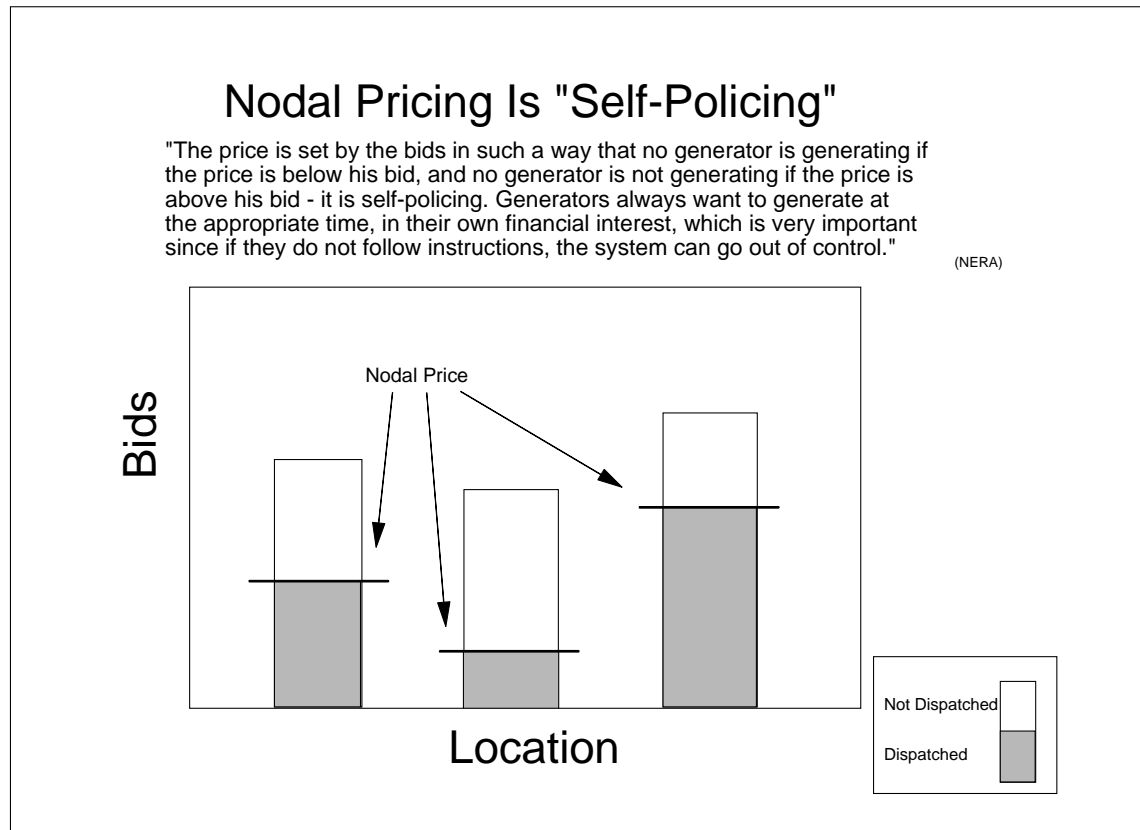 Nodal Pricing Is "Self-Policing"
"The price is set by the bids in such a way that no generator is generating if
the price is below his bid, and no generator is not generating if the price is
above his bid - it is self-policing. Generators always want to generate at
the appropriate time, in their own financial interest, which is very important
since if they do not follow instructions, the system can go out of control."
(NERA)
Nodal Price
Bids
Location
Not Dispatched
Dispatched